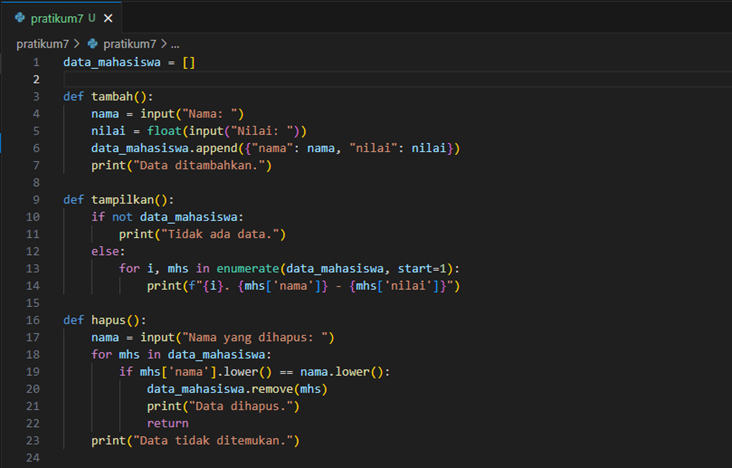 pratikum7 U ×
pratikum7 > pratikum7 > ...
1 data_mahasiswa = []
2
3 def tambah():
4     nama = input("Nama: ")
5     nilai = float(input("Nilai: "))
6     data_mahasiswa.append({"nama": nama, "nilai": nilai})
7     print("Data ditambahkan.")
8
9 def tampilkan():
10     if not data_mahasiswa:
11         print("Tidak ada data.")
12     else:
13         for i, mhs in enumerate(data_mahasiswa, start=1):
14             print(f"{i}. {mhs['nama']} - {mhs['nilai']}")
15
16 def hapus():
17     nama = input("Nama yang dihapus: ")
18     for mhs in data_mahasiswa:
19         if mhs['nama'].lower() == nama.lower():
20             data_mahasiswa.remove(mhs)
21             print("Data dihapus.")
22             return
23     print("Data tidak ditemukan.")
24